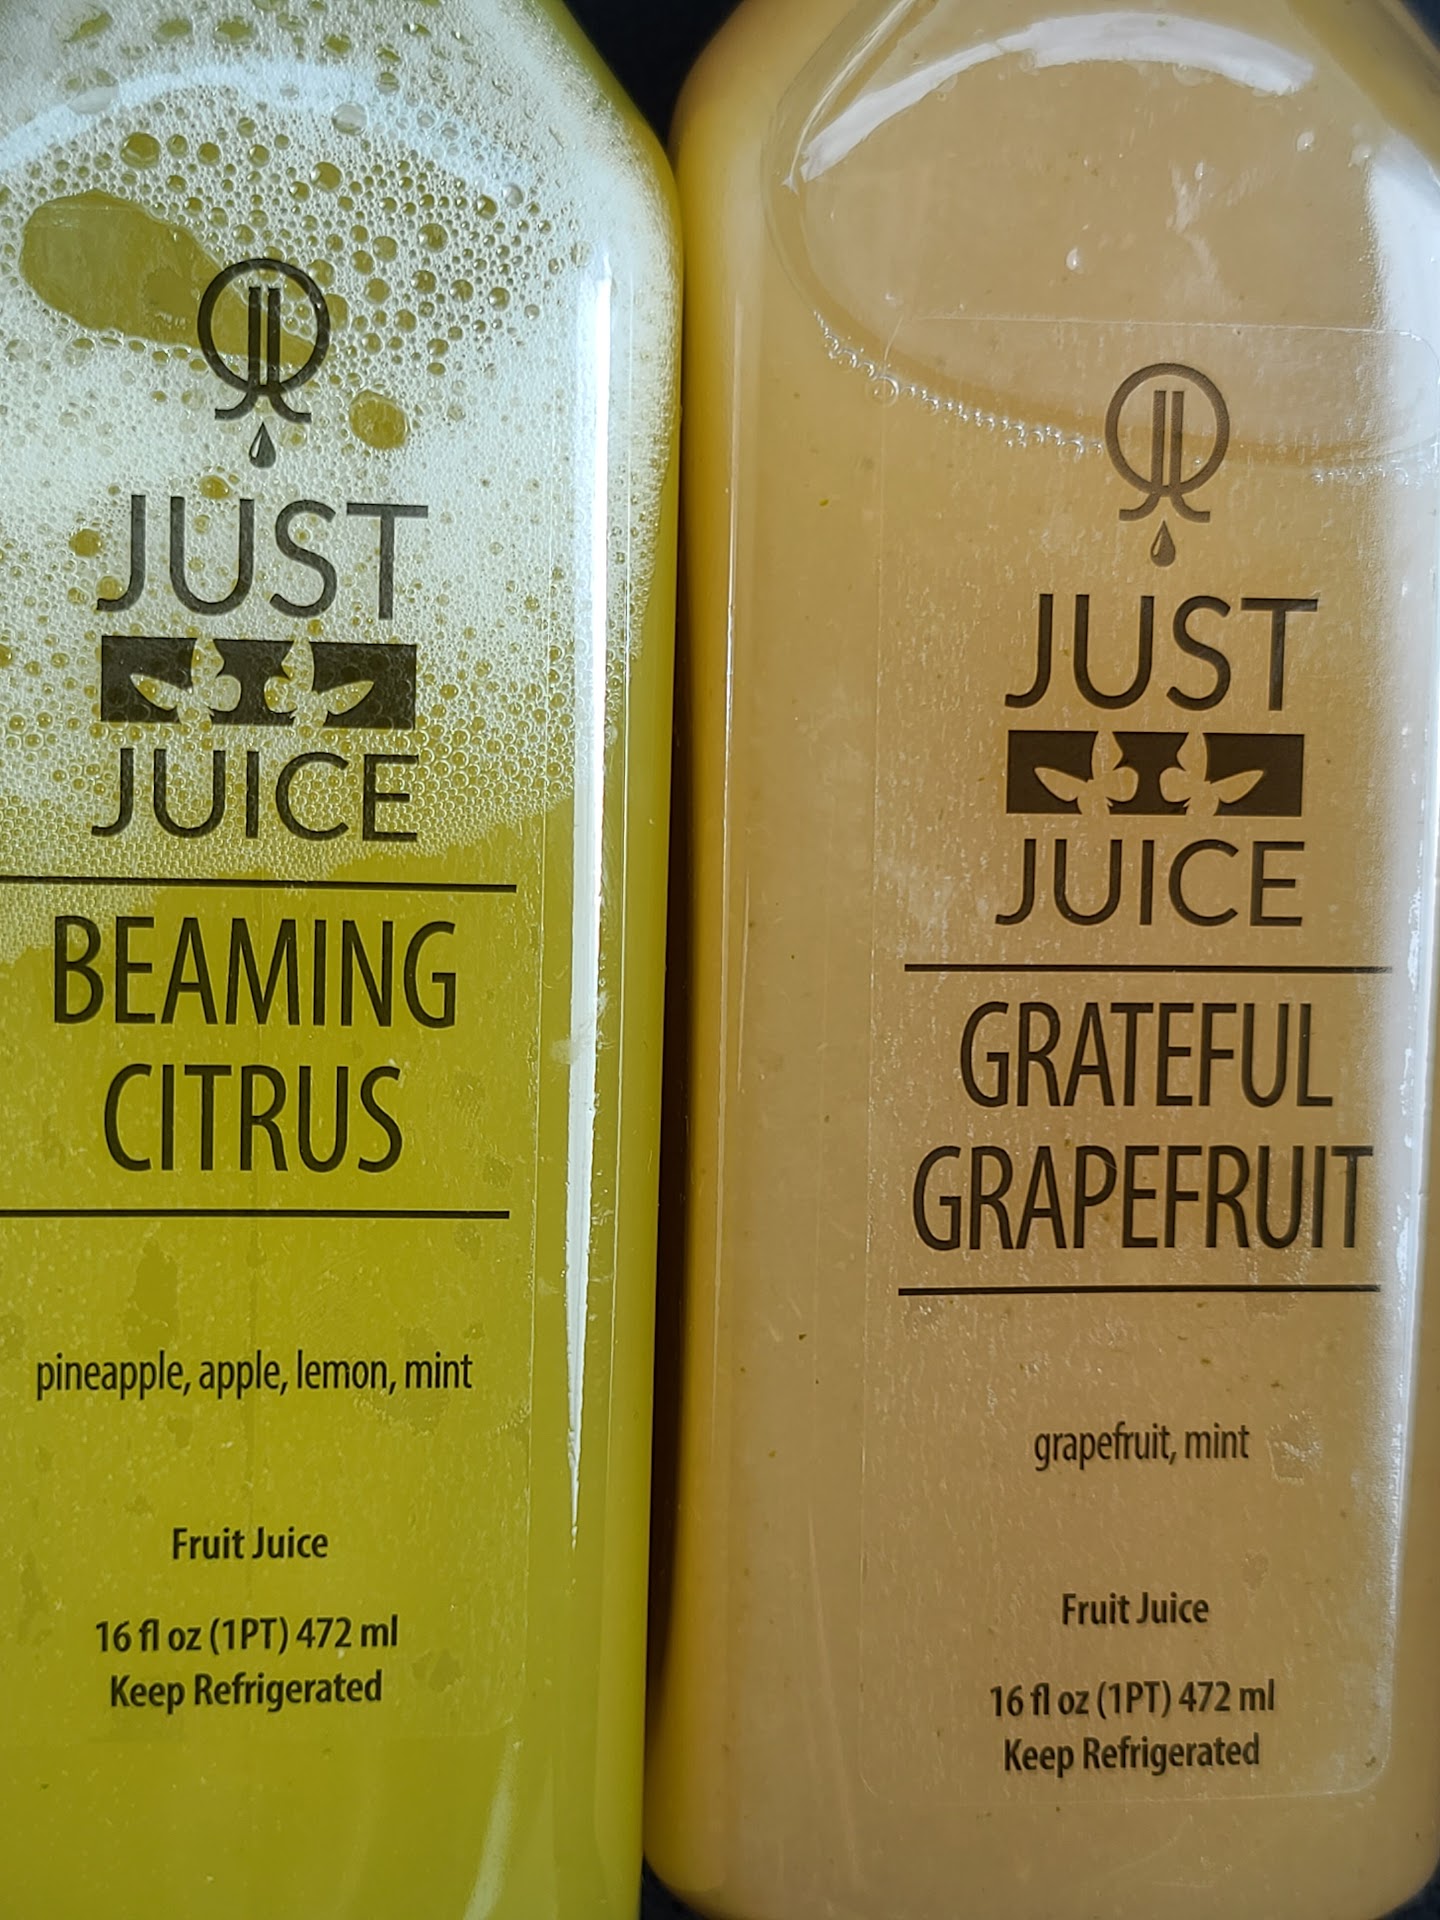 JUST
JUICE
BEAMING
CITRUS
pineapple, apple, lemon, mint
Fruit Juice
16 fl oz (1PT) 472 ml
Keep Refrigerated
JUST
JUICE
GRATEFUL
GRAPEFRUIT
grapefruit, mint
Fruit Juice
16 fl oz (1PT) 472 ml
Keep Refrigerated